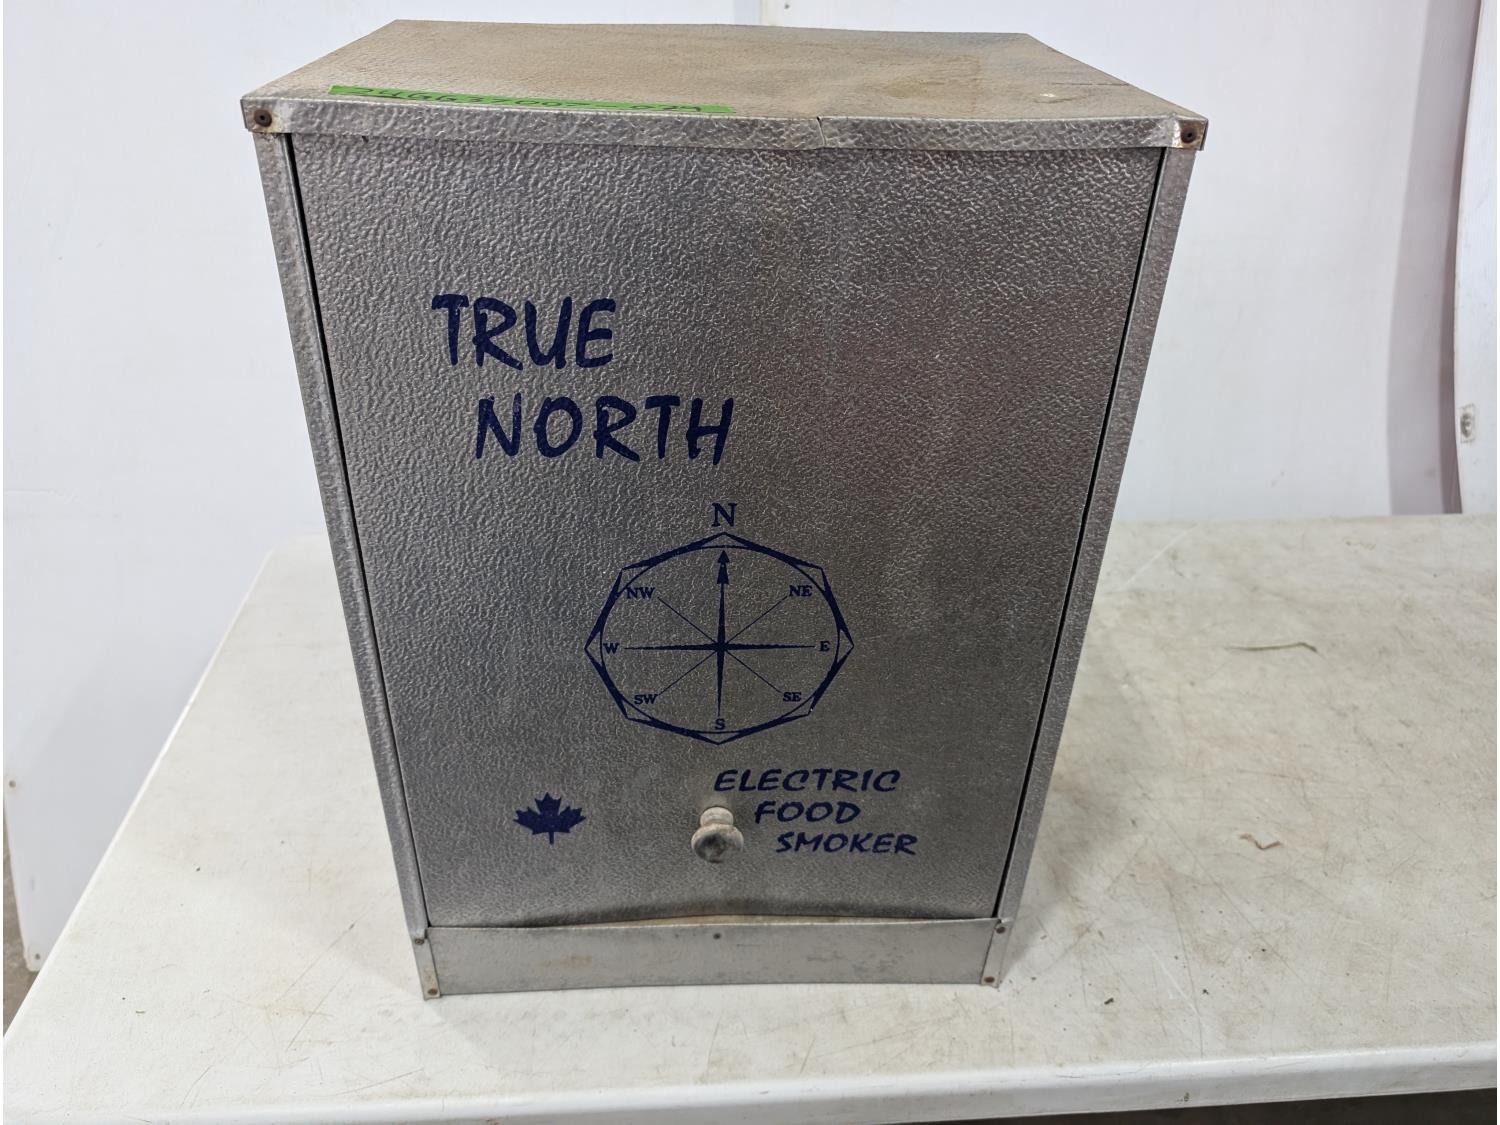 TRUE
NORTH
N
NW NE
W E
SW SE
S
ELECTRIC
FOOD
SMOKER